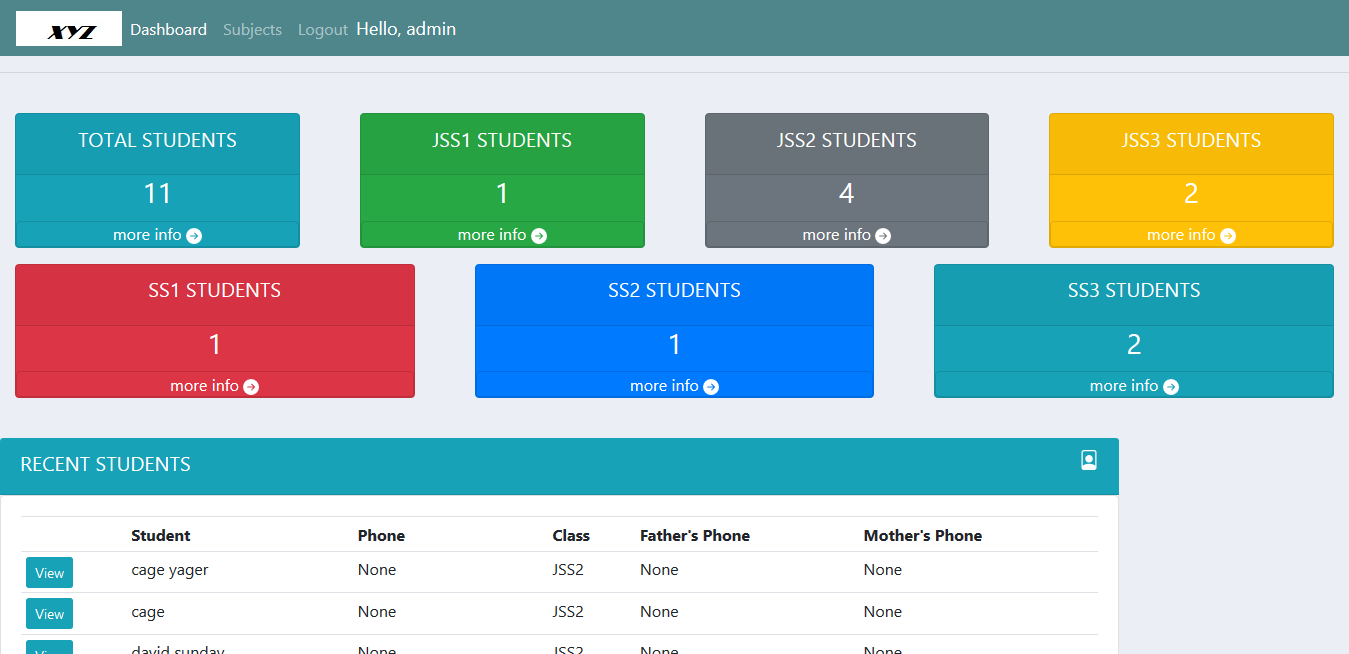 XYZ Dashboard Subjects Logout Hello, admin
TOTAL STUDENTS JSS1 STUDENTS JSS2 STUDENTS JSS3 STUDENTS
11 1 4 2
more info more info more info more info
SS1 STUDENTS SS2 STUDENTS SS3 STUDENTS
1 1 2
more info more info more info
RECENT STUDENTS
Student Phone Class Father's Phone Mother's Phone
View cage yager None JSS2 None None
View cage None JSS2 None None
View david sunday None JSS2 None None